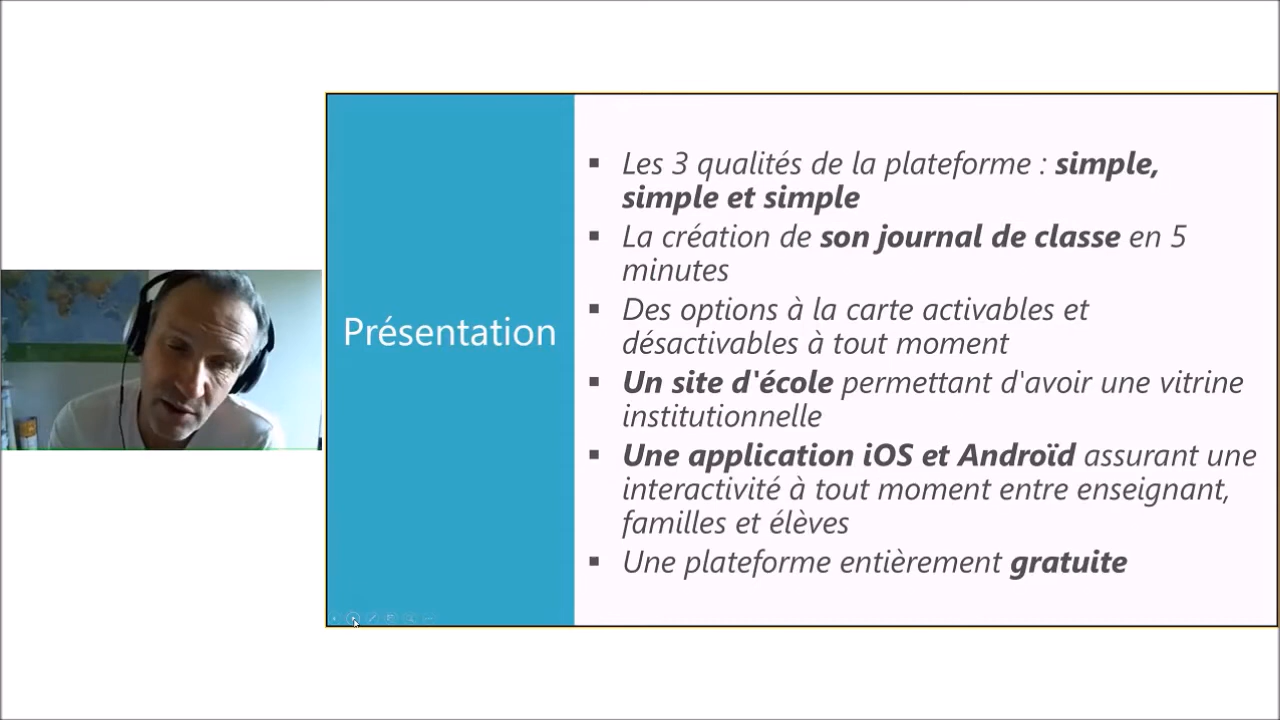 Présentation
Les 3 qualités de la plateforme : simple,
simple et simple
La création de son journal de classe en 5
minutes
Des options à la carte activables et
désactivables à tout moment
Un site d'école permettant d'avoir une vitrine
institutionnelle
Une application iOS et Androïd assurant une
interactivité à tout moment entre enseignant,
familles et élèves
Une plateforme entièrement gratuite